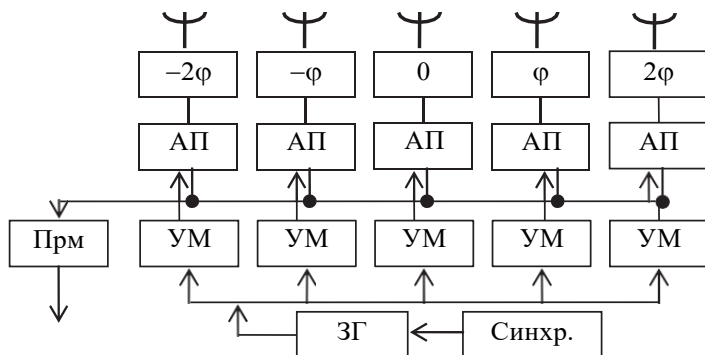 –2φ –φ 0 φ 2φ
АП АП АП АП АП
Прм УМ УМ УМ УМ УМ
ЗГ Синхр.